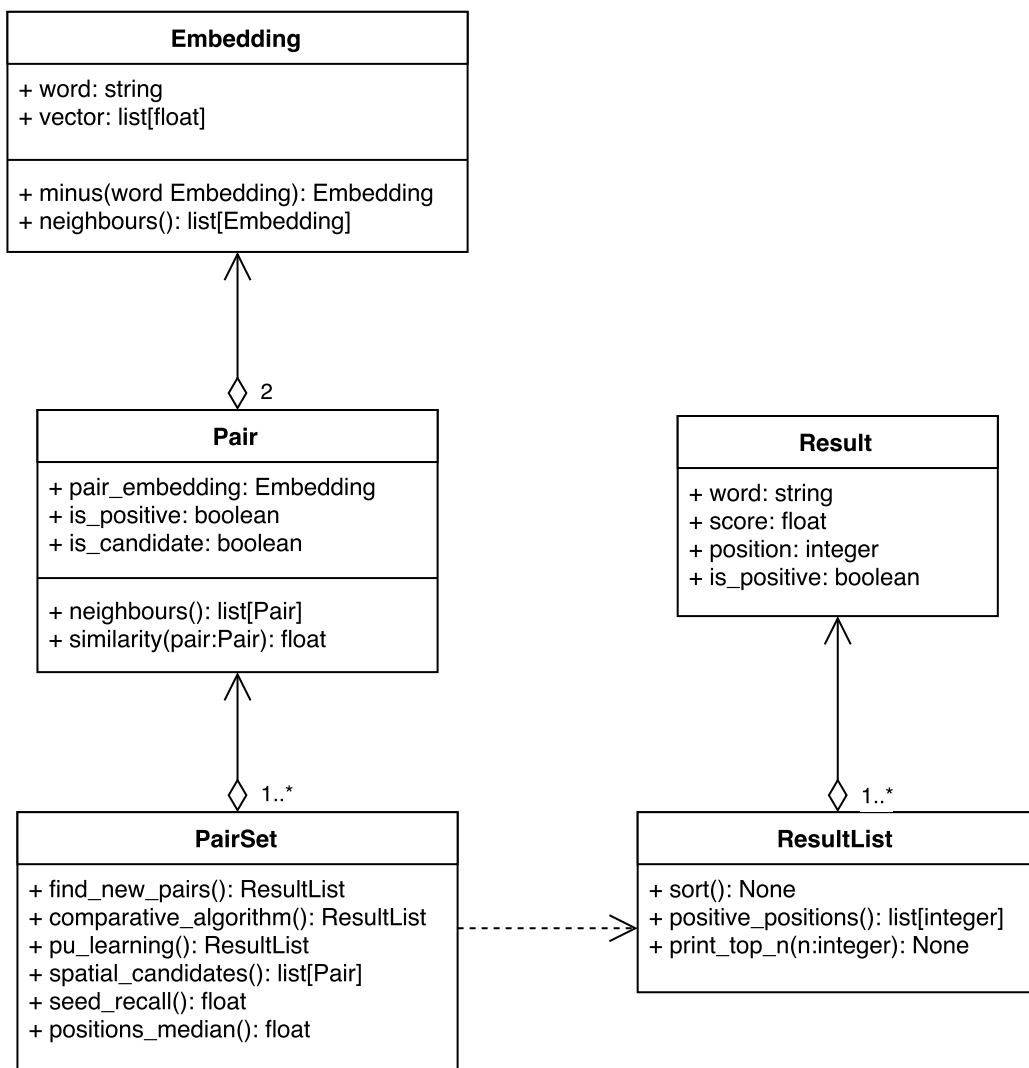 Embedding
+ word: string
+ vector: list[float]
+ minus(word Embedding): Embedding
+ neighbours(): list[Embedding]
2
Pair
+ pair_embedding: Embedding
+ is_positive: boolean
+ is_candidate: boolean
+ neighbours(): list[Pair]
+ similarity(pair:Pair): float
Result
+ word: string
+ score: float
+ position: integer
+ is_positive: boolean
1..*
PairSet
+ find_new_pairs(): ResultList
+ comparative_algorithm(): ResultList
+ pu_learning(): ResultList
+ spatial_candidates(): list[Pair]
+ seed_recall(): float
+ positions_median(): float
1..*
ResultList
+ sort(): None
+ positive_positions(): list[integer]
+ print_top_n(n:integer): None